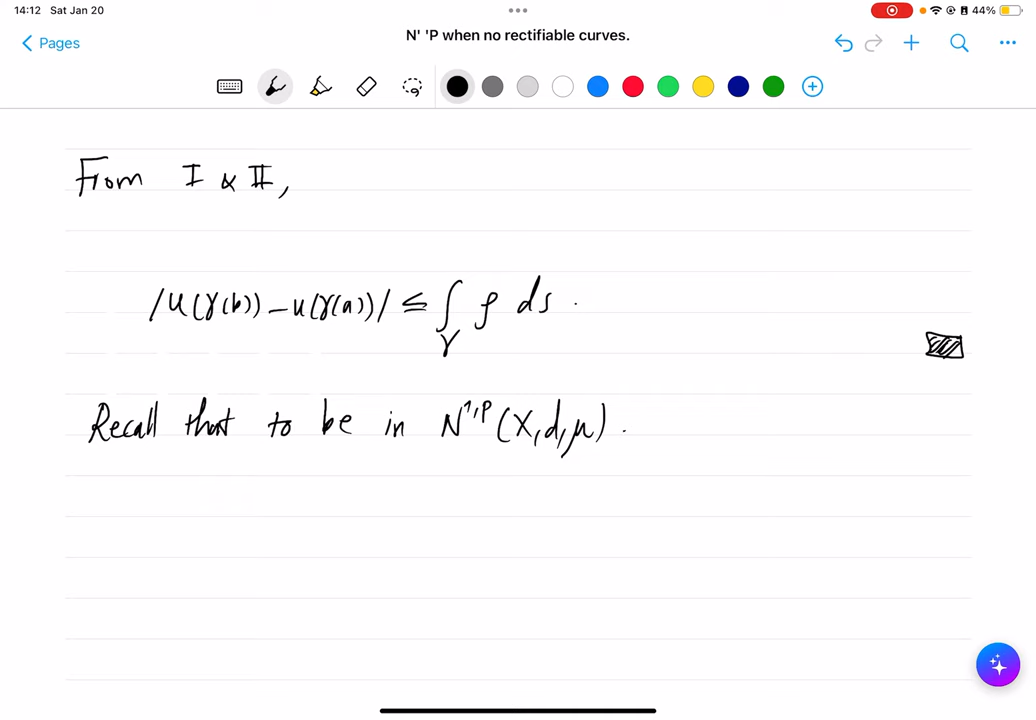 14:12 Sat Jan 20
44%
Pages
N' 'P when no rectifiable curves.
From I & II,
|u(γ(b)) - u(γ(a))| ≤ ∫_γ ρ ds.
Recall that to be in N^{1,p}(X,d,μ).